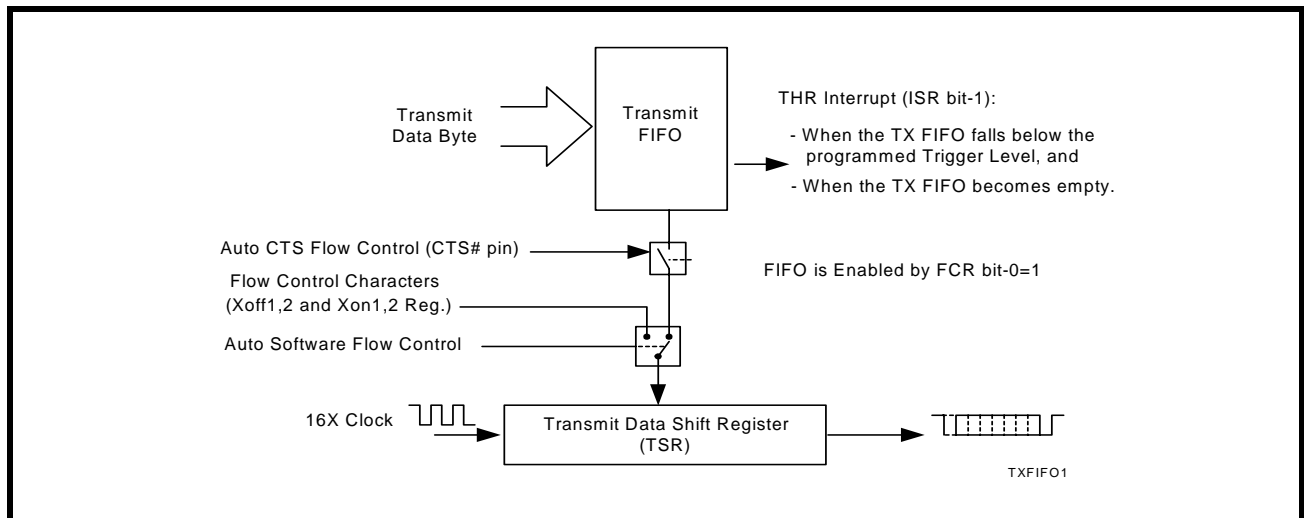 Transmit
Data Byte
Transmit
FIFO
THR Interrupt (ISR bit-1):
- When the TX FIFO falls below the
programmed Trigger Level, and
- When the TX FIFO becomes empty.
Auto CTS Flow Control (CTS# pin)
FIFO is Enabled by FCR bit-0=1
Flow Control Characters
(Xoff1,2 and Xon1,2 Reg.)
Auto Software Flow Control
16X Clock
Transmit Data Shift Register
(TSR)
TXFIFO1